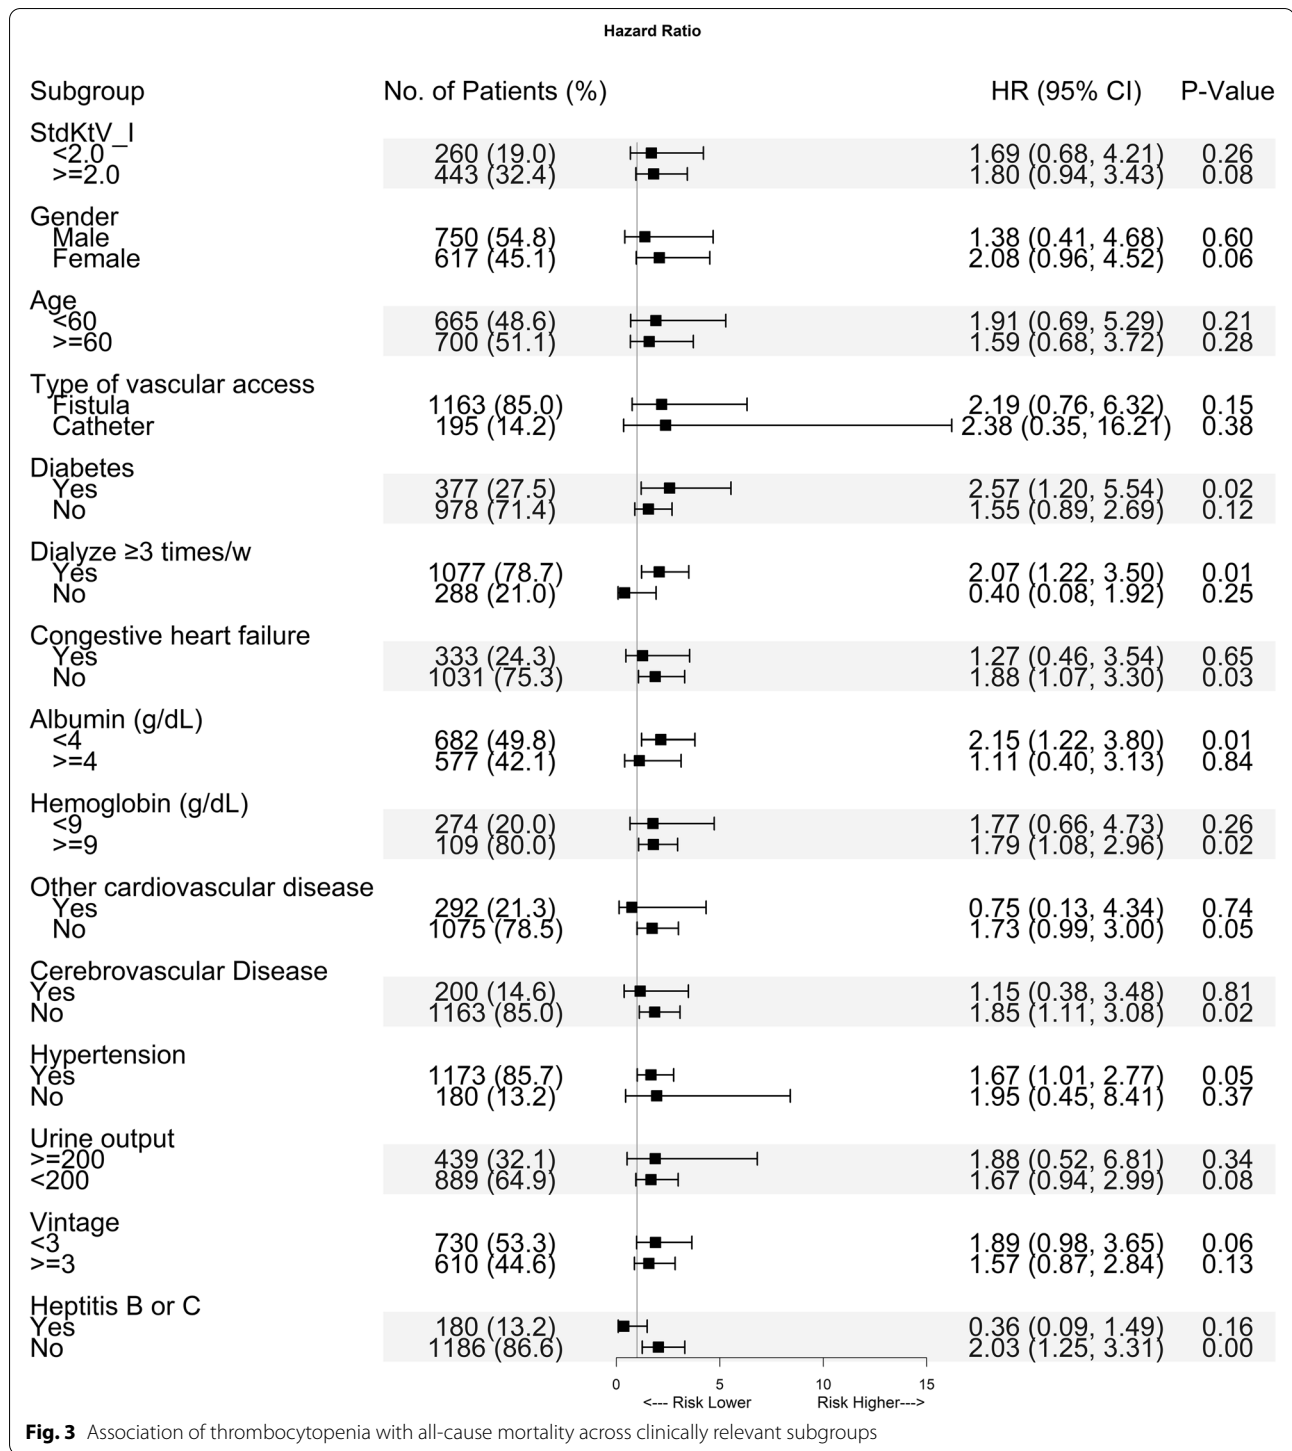 Hazard Ratio
Subgroup No. of Patients (%) HR (95% CI) P-Value
StdKtV_I
<2.0 260 (19.0) 1.69 (0.68, 4.21) 0.26
>=2.0 443 (32.4) 1.80 (0.94, 3.43) 0.08
Gender
Male 750 (54.8) 1.38 (0.41, 4.68) 0.60
Female 617 (45.1) 2.08 (0.96, 4.52) 0.06
Age
<60 665 (48.6) 1.91 (0.69, 5.29) 0.21
>=60 700 (51.1) 1.59 (0.68, 3.72) 0.28
Type of vascular access
Fistula 1163 (85.0) 2.19 (0.76, 6.32) 0.15
Catheter 195 (14.2) 2.38 (0.35, 16.21) 0.38
Diabetes
Yes 377 (27.5) 2.57 (1.20, 5.54) 0.02
No 978 (71.4) 1.55 (0.89, 2.69) 0.12
Dialyze ≥3 times/w
Yes 1077 (78.7) 2.07 (1.22, 3.50) 0.01
No 288 (21.0) 0.40 (0.08, 1.92) 0.25
Congestive heart failure
Yes 333 (24.3) 1.27 (0.46, 3.54) 0.65
No 1031 (75.3) 1.88 (1.07, 3.30) 0.03
Albumin (g/dL)
<4 682 (49.8) 2.15 (1.22, 3.80) 0.01
>=4 577 (42.1) 1.11 (0.40, 3.13) 0.84
Hemoglobin (g/dL)
<9 274 (20.0) 1.77 (0.66, 4.73) 0.26
>=9 109 (80.0) 1.79 (1.08, 2.96) 0.02
Other cardiovascular disease
Yes 292 (21.3) 0.75 (0.13, 4.34) 0.74
No 1075 (78.5) 1.73 (0.99, 3.00) 0.05
Cerebrovascular Disease
Yes 200 (14.6) 1.15 (0.38, 3.48) 0.81
No 1163 (85.0) 1.85 (1.11, 3.08) 0.02
Hypertension
Yes 1173 (85.7) 1.67 (1.01, 2.77) 0.05
No 180 (13.2) 1.95 (0.45, 8.41) 0.37
Urine output
>=200 439 (32.1) 1.88 (0.52, 6.81) 0.34
<200 889 (64.9) 1.67 (0.94, 2.99) 0.08
Vintage
<3 730 (53.3) 1.89 (0.98, 3.65) 0.06
>=3 610 (44.6) 1.57 (0.87, 2.84) 0.13
Heptitis B or C
Yes 180 (13.2) 0.36 (0.09, 1.49) 0.16
No 1186 (86.6) 2.03 (1.25, 3.31) 0.00
0 5 10 15
<--- Risk Lower Risk Higher--->
Fig. 3 Association of thrombocytopenia with all-cause mortality across clinically relevant subgroups